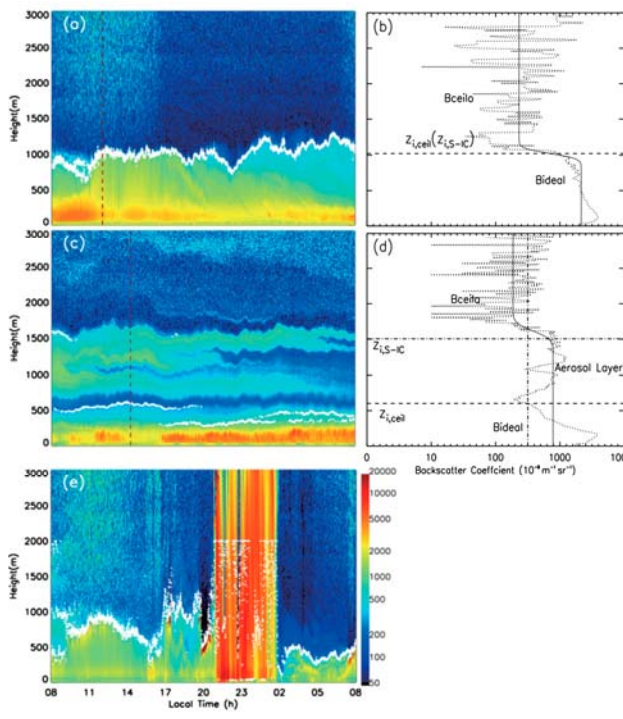 (a)
Height(m)
3000
2500
2000
1500
1000
500
0
(b)
Bceilo
Zi,ceil(Zi,S-IC)
Bideal
(c)
Height(m)
3000
2500
2000
1500
1000
500
0
(d)
Bceilo
Zi,S-IC
Aerosol Layer
Zi,ceil
Bideal
0 10 100 1000 10000
Backscatter Coeffcient (10⁻⁸ m⁻¹ sr⁻¹)
(e)
Height(m)
3000
2500
2000
1500
1000
500
0
08 11 14 17 20 23 02 05 08
Local Time (h)
20000
10000
5000
2000
1000
500
200
100
50